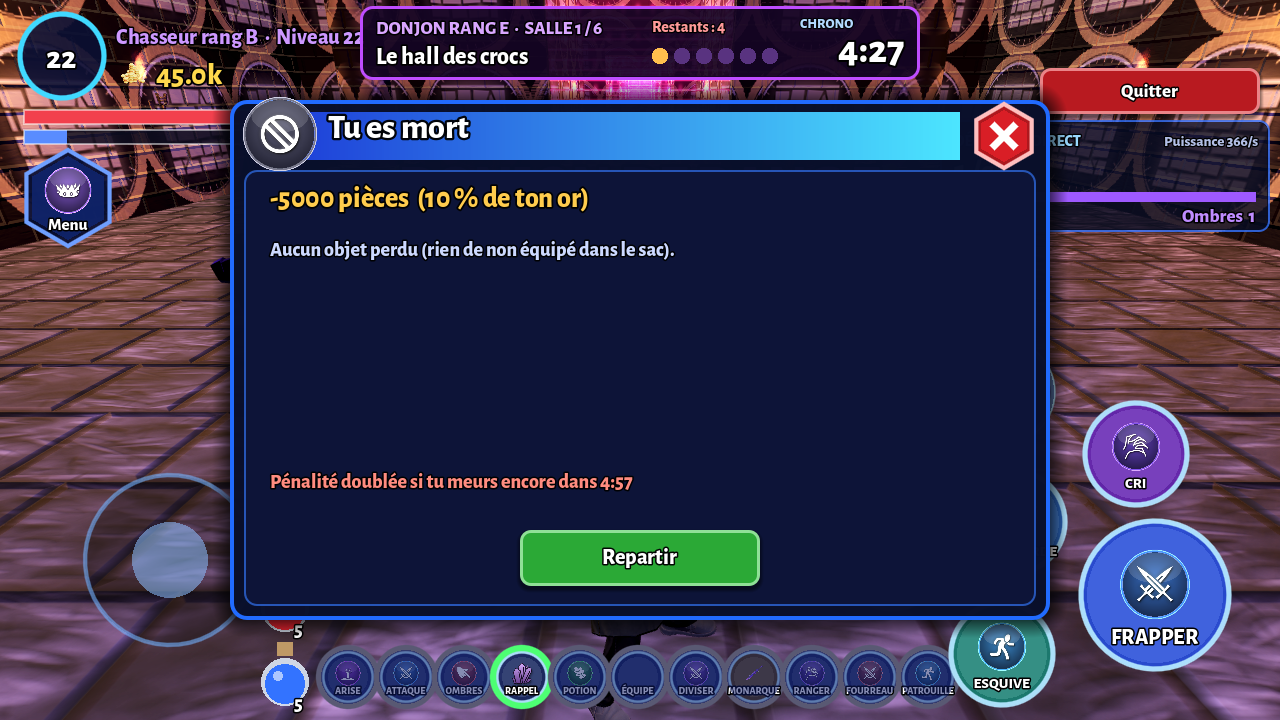 22
Chasseur rang B · Niveau 22
45.0k
DONJON RANG E · SALLE 1 / 6
Le hall des crocs
Restants : 4
CHRONO
4:27
Quitter
Puissance 366/s
Ombres 1
Menu
Tu es mort
-5000 pièces (10 % de ton or)
Aucun objet perdu (rien de non équipé dans le sac).
Pénalité doublée si tu meurs encore dans 4:57
Repartir
CRI
FRAPPER
ESQUIVE
5
5
ARISE
ATTAQUE
OMBRES
RAPPEL
POTION
ÉQUIPE
DIVISER
MONARQUE
RANGER
FOURREAU
PATROUILLE